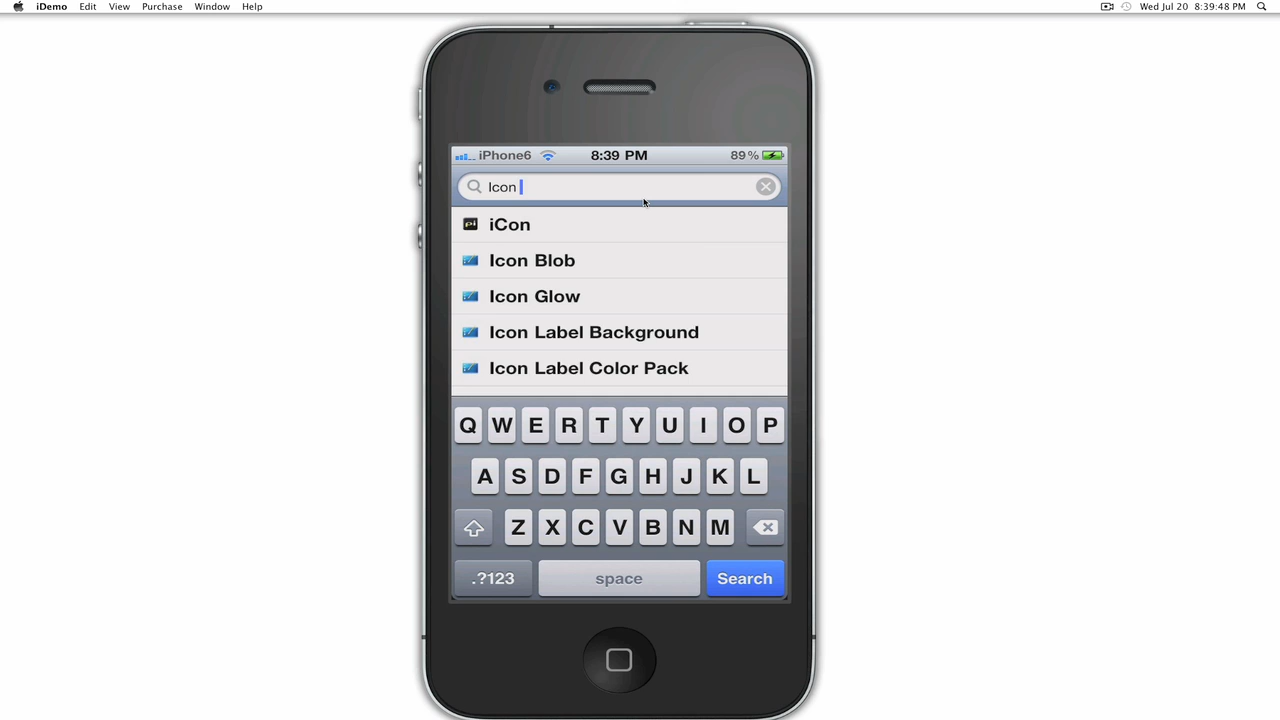 iDemo Edit View Purchase Window Help Wed Jul 20 8:39:48 PM
iPhone6 8:39 PM 89%
Icon
iCon
Icon Blob
Icon Glow
Icon Label Background
Icon Label Color Pack
Q W E R T Y U I O P
A S D F G H J K L
Z X C V B N M
.?123 space Search